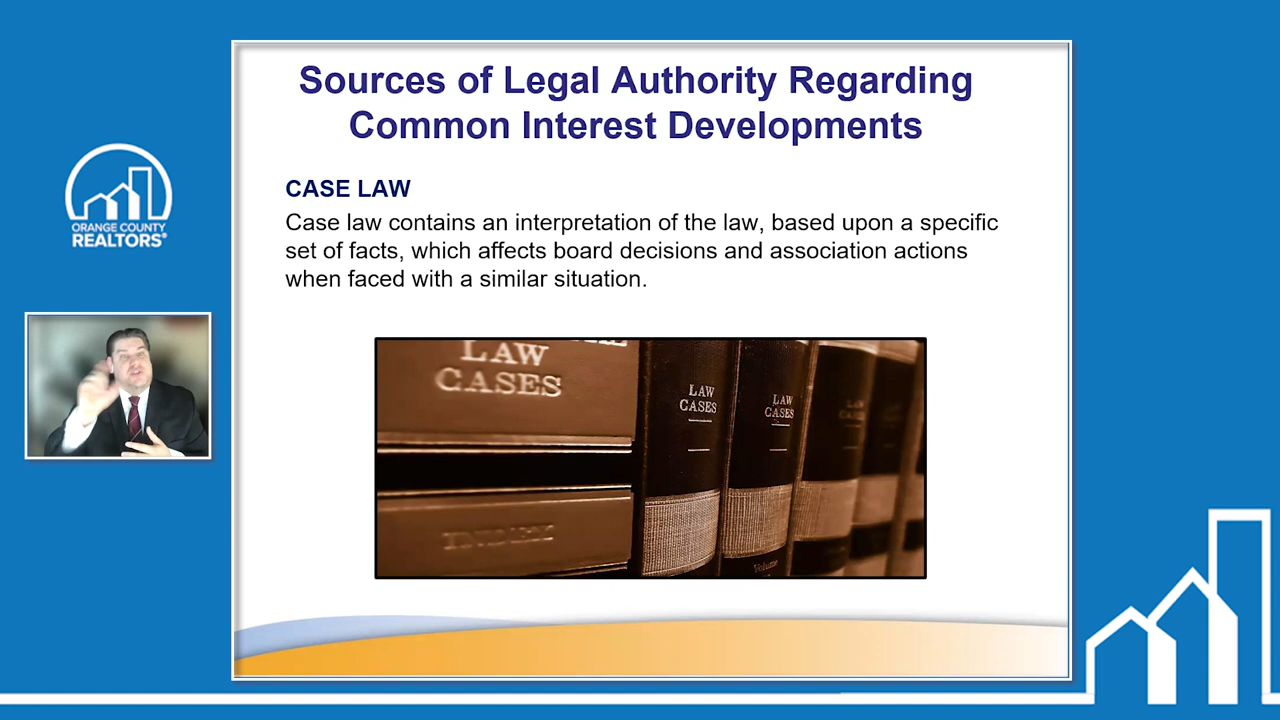 Sources of Legal Authority Regarding
Common Interest Developments
ORANGE COUNTY
REALTORS®
CASE LAW
Case law contains an interpretation of the law, based upon a specific
set of facts, which affects board decisions and association actions
when faced with a similar situation.
LAW
CASES
INDEX
LAW
CASES
LAW
CASES
Volume